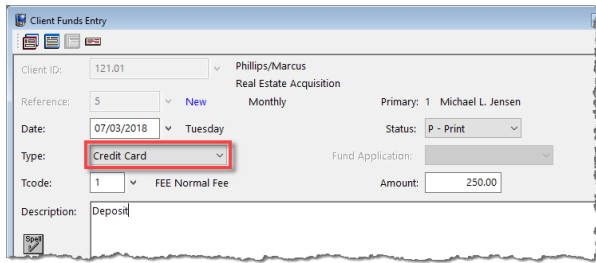 Client Funds Entry
Client ID: 121.01 Phillips/Marcus
Real Estate Acquisition
Reference: 5 New Monthly Primary: 1 Michael L. Jensen
Date: 07/03/2018 Tuesday Status: P - Print
Type: Credit Card Fund Application:
Tcode: 1 FEE Normal Fee Amount: 250.00
Description: Deposit
Spell